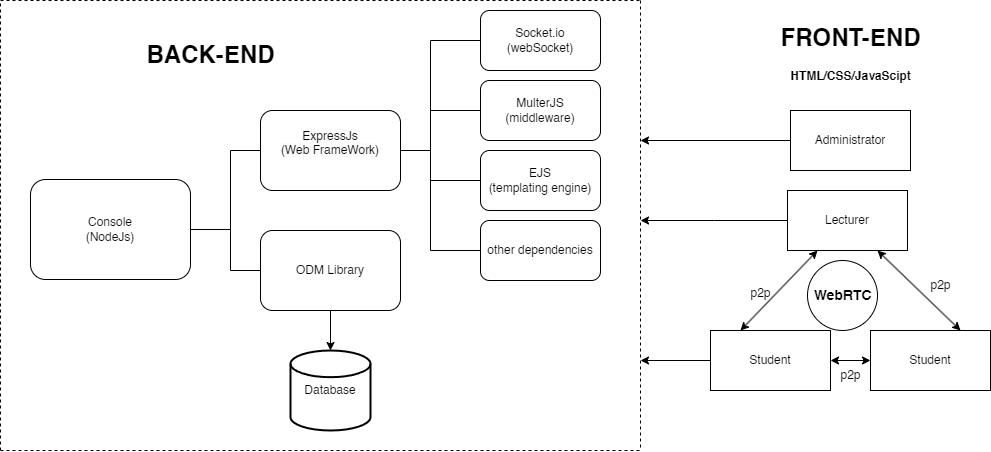 BACK-END
Socket.io
(webSocket)
MulterJS
(middleware)
EJS
(templating engine)
other dependencies
ExpressJs
(Web FrameWork)
Console
(NodeJs)
ODM Library
Database
FRONT-END
HTML/CSS/JavaScipt
Administrator
Lecturer
p2p
WebRTC
p2p
Student
p2p
Student